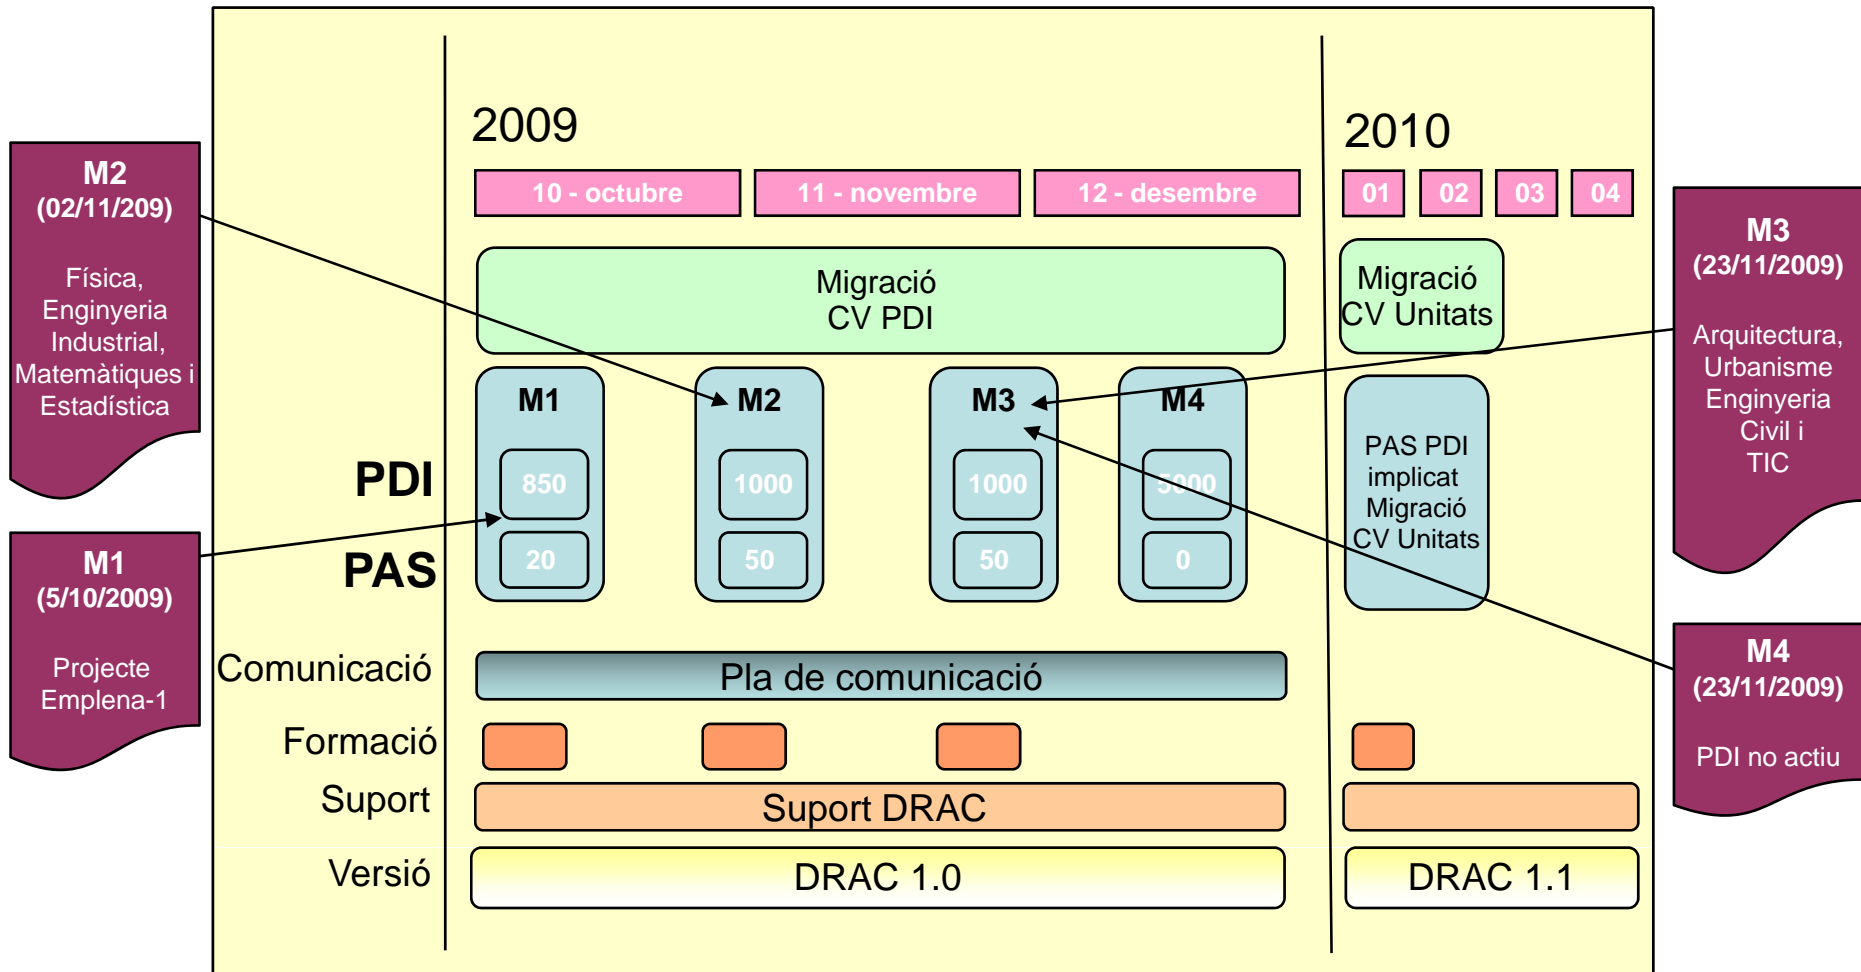 2009
2010
10 - octubre
11 - novembre
12 - desembre
01
02
03
04
M2
(02/11/209)
Física,
Enginyeria
Industrial,
Matemàtiques i
Estadística
M1
(5/10/2009)
Projecte
Emplena-1
Migració
CV PDI
Migració
CV Unitats
M1
M2
M3
M4
PDI
850
1000
1000
5000
PAS
20
50
50
0
PAS PDI
implicat
Migració
CV Unitats
Comunicació
Pla de comunicació
Formació
Suport
Suport DRAC
Versió
DRAC 1.0
DRAC 1.1
M3
(23/11/2009)
Arquitectura,
Urbanisme
Enginyeria
Civil i
TIC
M4
(23/11/2009)
PDI no actiu